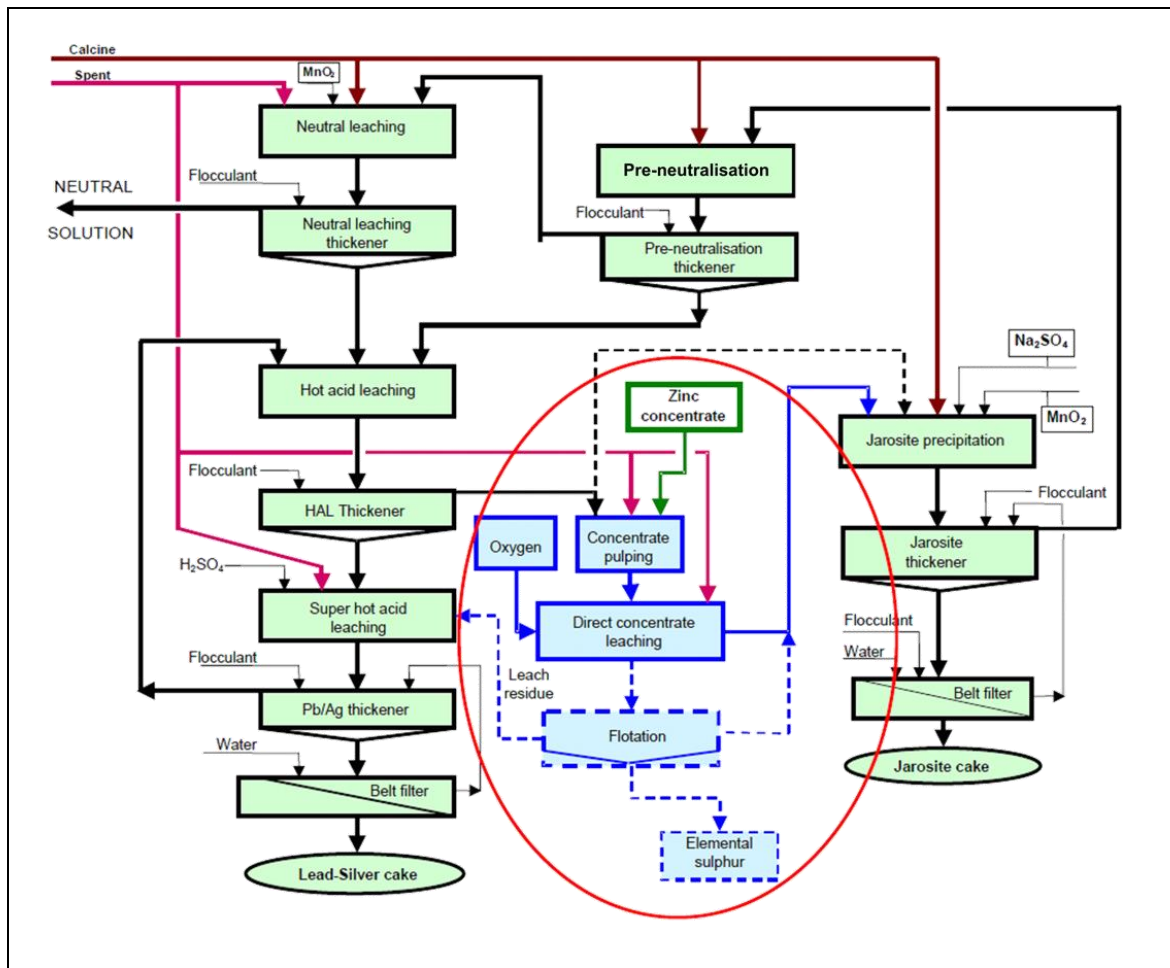 Calcine
Spent
MnO₂
Neutral leaching
Pre-neutralisation
Flocculant
NEUTRAL
SOLUTION
Neutral leaching
thickener
Flocculant
Pre-neutralisation
thickener
Hot acid leaching
Na₂SO₄
Zinc
concentrate
MnO₂
Jarosite precipitation
Flocculant
HAL Thickener
Flocculant
Oxygen
Concentrate
pulping
Jarosite
thickener
H₂SO₄
Super hot acid
leaching
Direct concentrate
leaching
Flocculant
Water
Flocculant
Leach
residue
Pb/Ag thickener
Flotation
Belt filter
Water
Belt filter
Jarosite cake
Elemental
sulphur
Lead-Silver cake